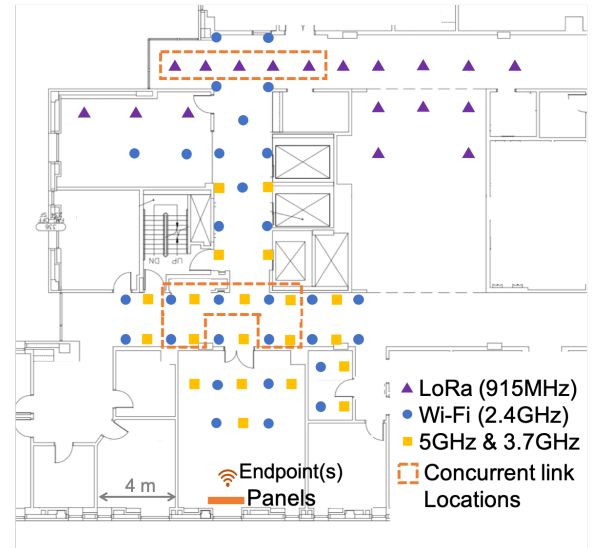 UP
DN
LoRa (915MHz)
Wi-Fi (2.4GHz)
5GHz & 3.7GHz
Concurrent link
Locations
Endpoint(s)
Panels
4 m